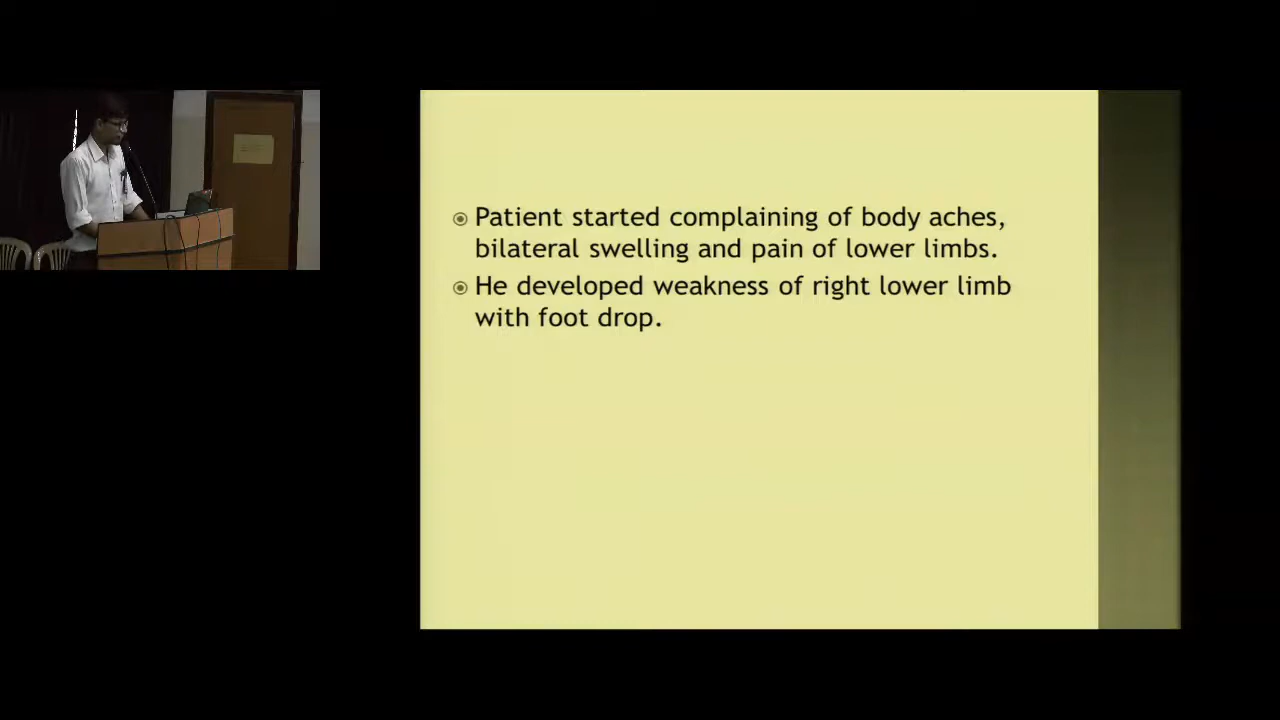 Patient started complaining of body aches,
bilateral swelling and pain of lower limbs.
He developed weakness of right lower limb
with foot drop.